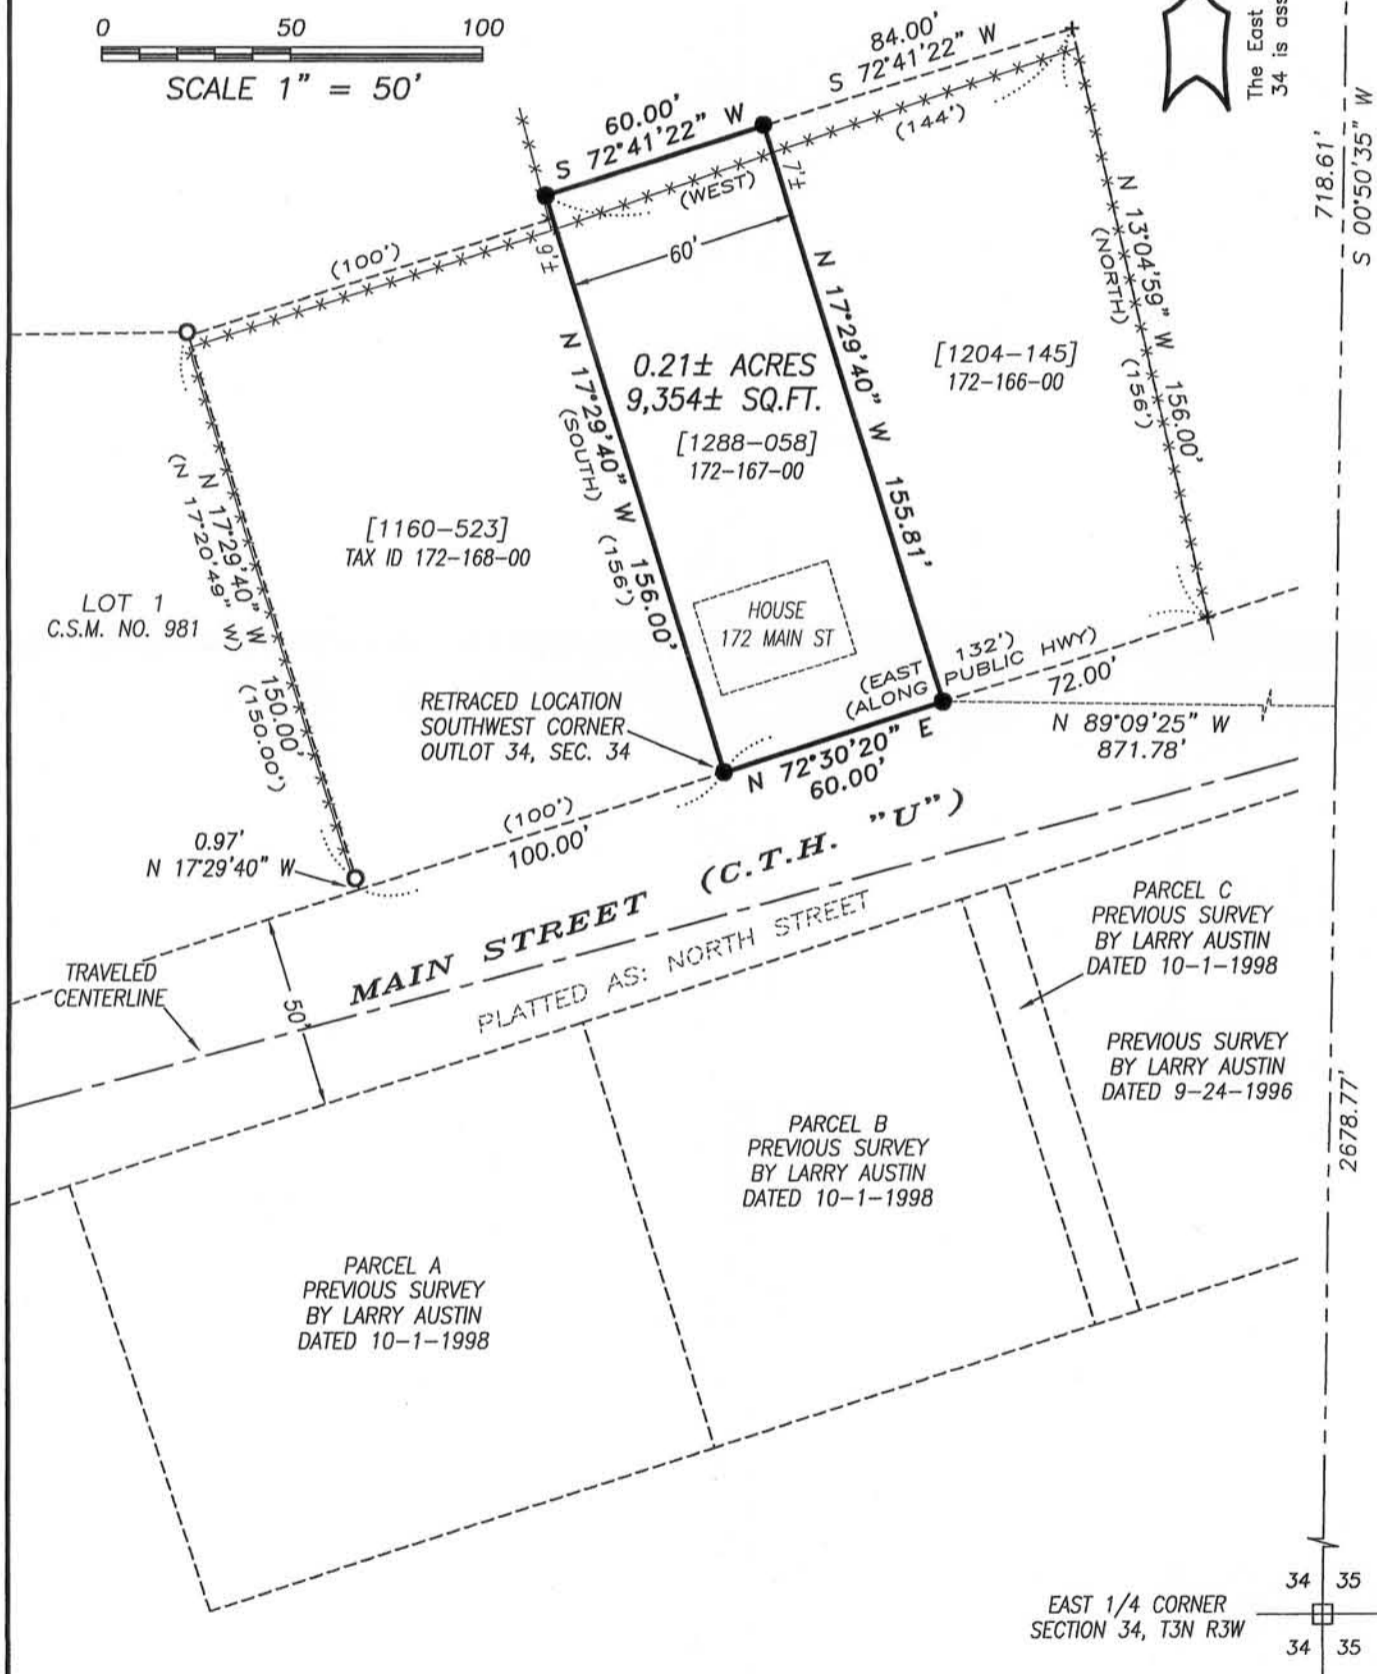 0 50 100
SCALE 1" = 50'
The East
34 is ass
718.61'
S 00°50'35" W
84.00'
S 72°41'22" W
(144')
60.00'
S 72°41'22" W
(WEST)
7'±
9'±
60'
(100')
N 13°04'59" W 156.00'
(NORTH) (156')
N 17°29'40" W 155.81'
[1204-145]
172-166-00
0.21± ACRES
9,354± SQ.FT.
[1288-058]
172-167-00
N 17°29'40" W 156.00'
(SOUTH) (156')
[1160-523]
TAX ID 172-168-00
N 17°29'40" W 150.00'
(N 17°20'49" W) (150.00')
LOT 1
C.S.M. NO. 981
HOUSE
172 MAIN ST
(EAST 132')
(ALONG PUBLIC HWY)
72.00'
N 89°09'25" W
871.78'
RETRACED LOCATION
SOUTHWEST CORNER
OUTLOT 34, SEC. 34
N 72°30'20" E
60.00'
(100')
100.00'
0.97'
N 17°29'40" W
MAIN STREET (C.T.H. "U")
PLATTED AS: NORTH STREET
TRAVELED
CENTERLINE
50'
PARCEL C
PREVIOUS SURVEY
BY LARRY AUSTIN
DATED 10-1-1998
PREVIOUS SURVEY
BY LARRY AUSTIN
DATED 9-24-1996
2678.77'
PARCEL B
PREVIOUS SURVEY
BY LARRY AUSTIN
DATED 10-1-1998
PARCEL A
PREVIOUS SURVEY
BY LARRY AUSTIN
DATED 10-1-1998
34 35
EAST 1/4 CORNER
SECTION 34, T3N R3W
34 35